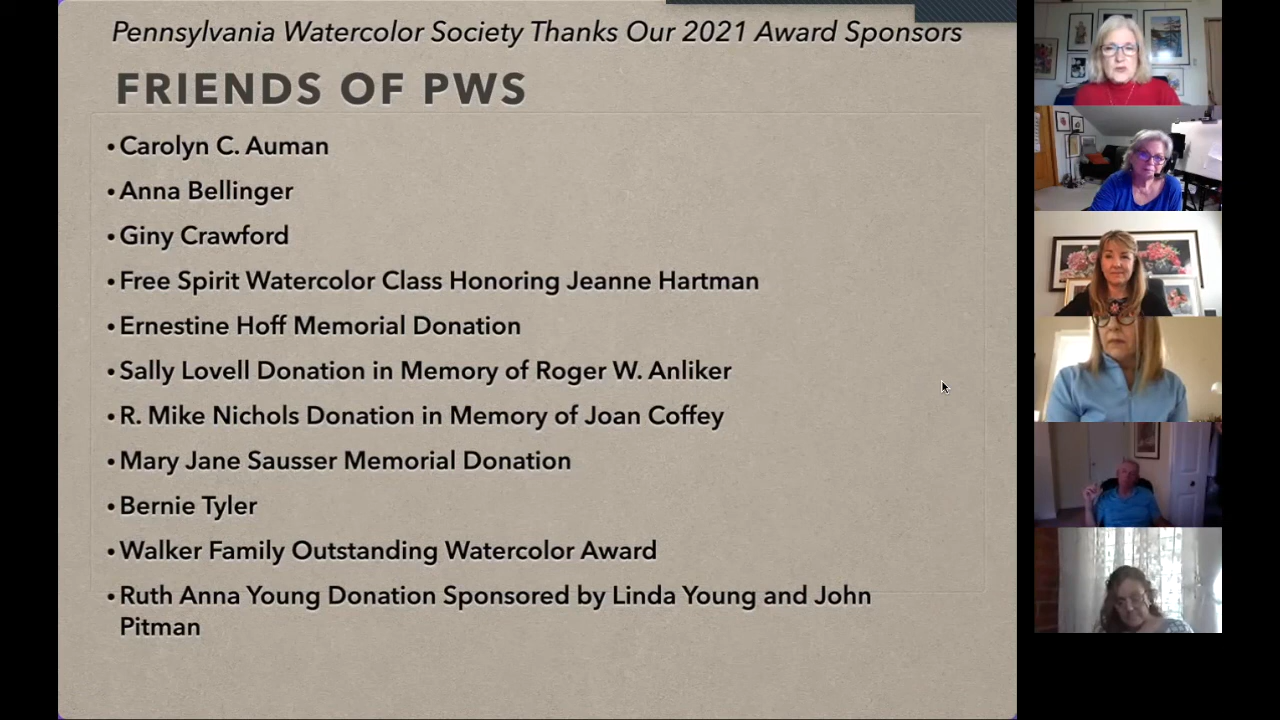 Pennsylvania Watercolor Society Thanks Our 2021 Award Sponsors
FRIENDS OF PWS
• Carolyn C. Auman
• Anna Bellinger
• Giny Crawford
• Free Spirit Watercolor Class Honoring Jeanne Hartman
• Ernestine Hoff Memorial Donation
• Sally Lovell Donation in Memory of Roger W. Anliker
• R. Mike Nichols Donation in Memory of Joan Coffey
• Mary Jane Sausser Memorial Donation
• Bernie Tyler
• Walker Family Outstanding Watercolor Award
• Ruth Anna Young Donation Sponsored by Linda Young and John
Pitman